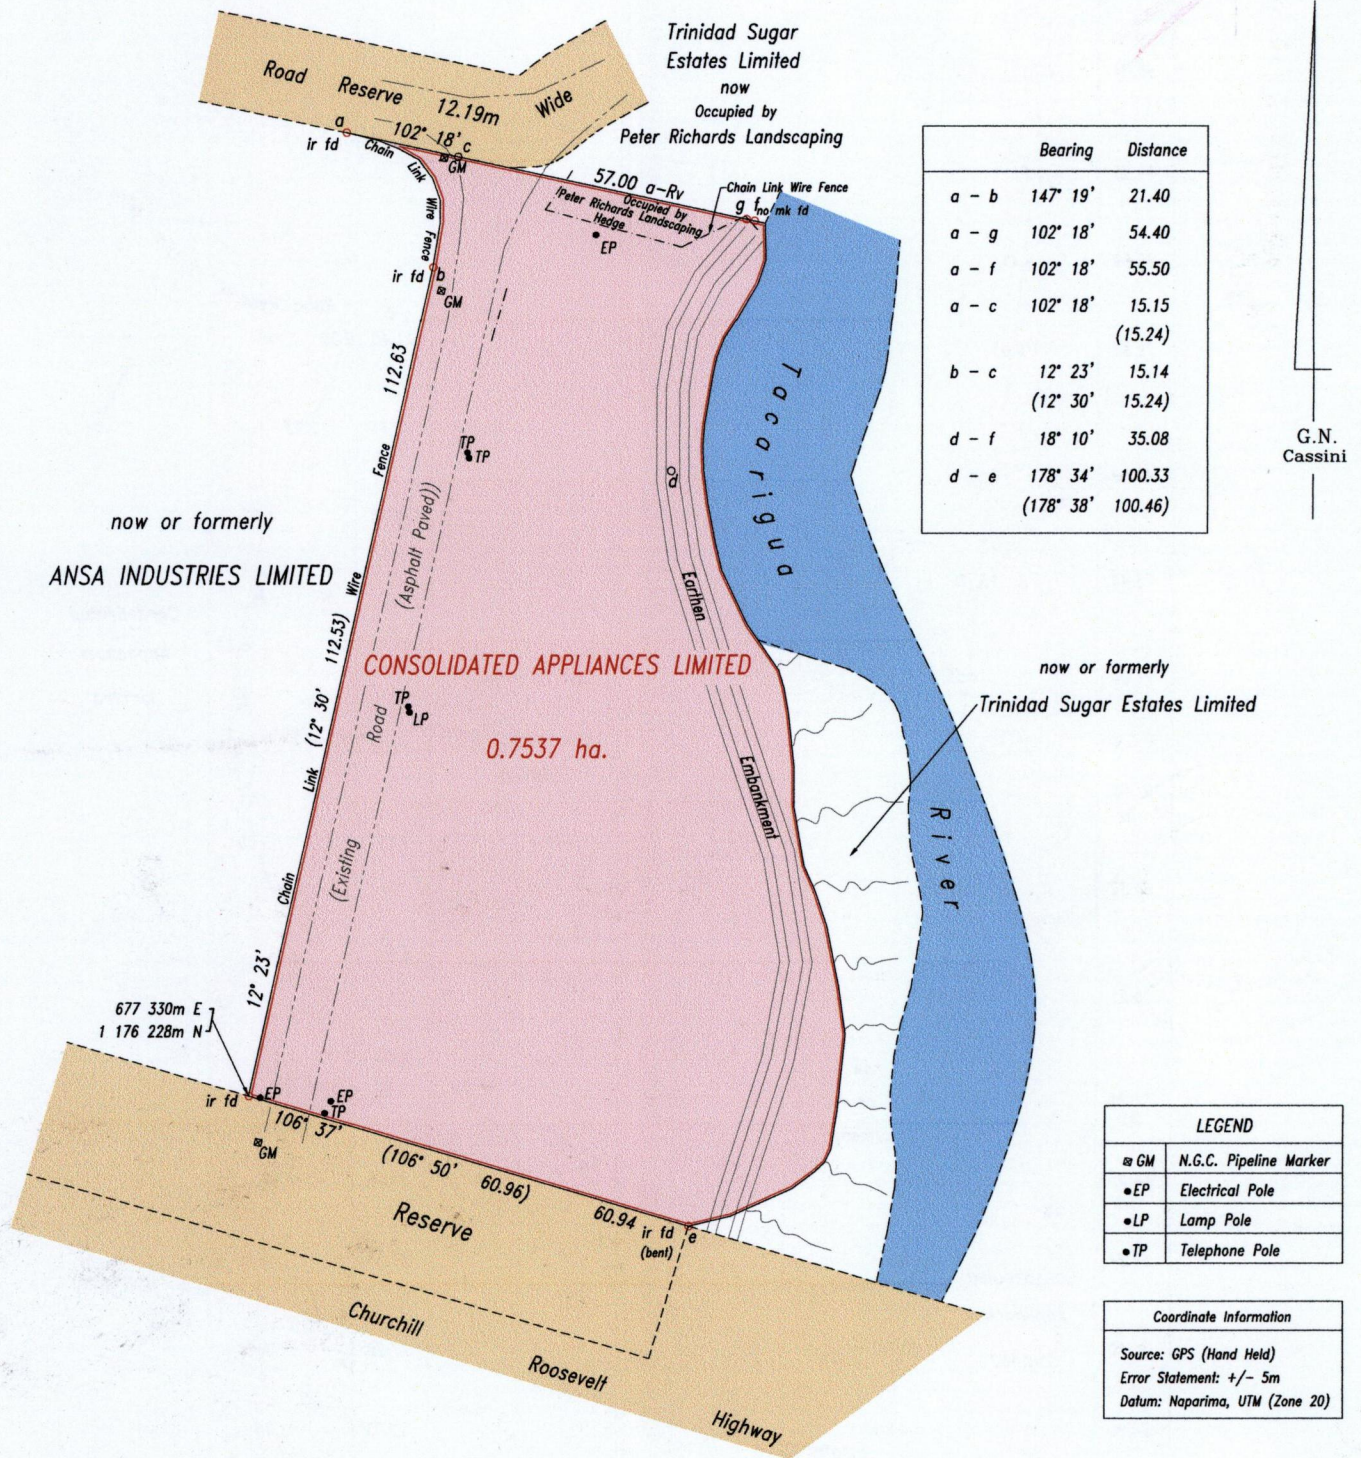 Trinidad Sugar
Estates Limited
now
Occupied by
Peter Richards Landscaping
Road Reserve 12.19m Wide
a
ir fd
102° 18'
c
GM
Chain Link Wire Fence
57.00 a-Rv
Chain Link Wire Fence
Occupied by
Peter Richards Landscaping
Hedge
g f
no mk fd
EP
ir fd b
GM
Bearing Distance
a - b 147° 19' 21.40
a - g 102° 18' 54.40
a - f 102° 18' 55.50
a - c 102° 18' 15.15
(15.24)
b - c 12° 23' 15.14
(12° 30' 15.24)
d - f 18° 10' 35.08
d - e 178° 34' 100.33
(178° 38' 100.46)
G.N.
Cassini
112.63
TP
TP
d
Tacarigua
now or formerly
ANSA INDUSTRIES LIMITED
Chain Link Wire Fence
(12° 30' 112.53)
(Existing Road (Asphalt Paved))
Earthen Embankment
CONSOLIDATED APPLIANCES LIMITED
0.7537 ha.
TP
LP
now or formerly
Trinidad Sugar Estates Limited
River
12° 23'
677 330m E
1 176 228m N
ir fd
EP
EP
TP
106° 37'
GM
(106° 50' 60.96)
60.94
ir fd
(bent)
e
Reserve
Churchill Roosevelt Highway
LEGEND
GM N.G.C. Pipeline Marker
EP Electrical Pole
LP Lamp Pole
TP Telephone Pole
Coordinate Information
Source: GPS (Hand Held)
Error Statement: +/- 5m
Datum: Naparima, UTM (Zone 20)